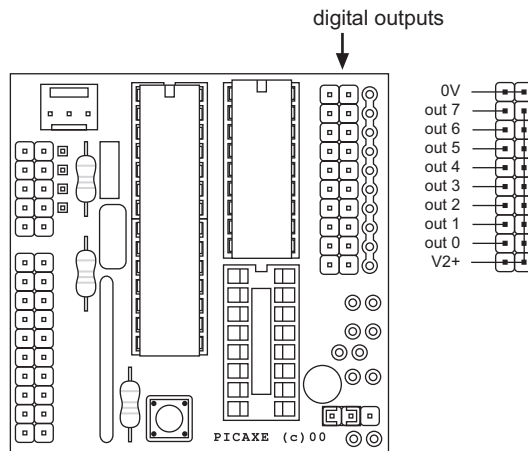 digital outputs
0V
out 7
out 6
out 5
out 4
out 3
out 2
out 1
out 0
V2+
PICAXE (c)00